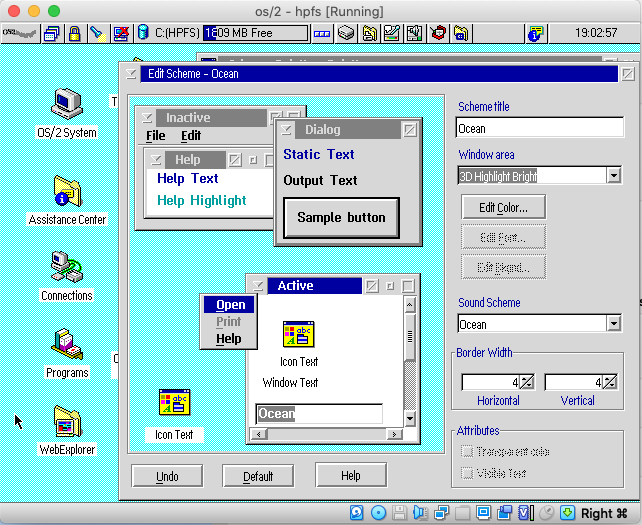 os/2 - hpfs [Running]
OS/2 C:(HPFS) 1809 MB Free 19:02:57
Edit Scheme - Ocean
OS/2 System
Assistance Center
Connections
Programs
WebExplorer
Inactive
File Edit
Help
Help Text
Help Highlight
Dialog
Static Text
Output Text
Sample button
Open
Print
Help
Active
Icon Text
Window Text
Ocean
Icon Text
Undo Default Help
Scheme title
Ocean
Window area
3D Highlight Bright
Edit Color...
Edit Font...
Sound Scheme
Ocean
Border Width
4 4
Horizontal Vertical
Attributes
Transparent color
Visible Text
Right ⌘